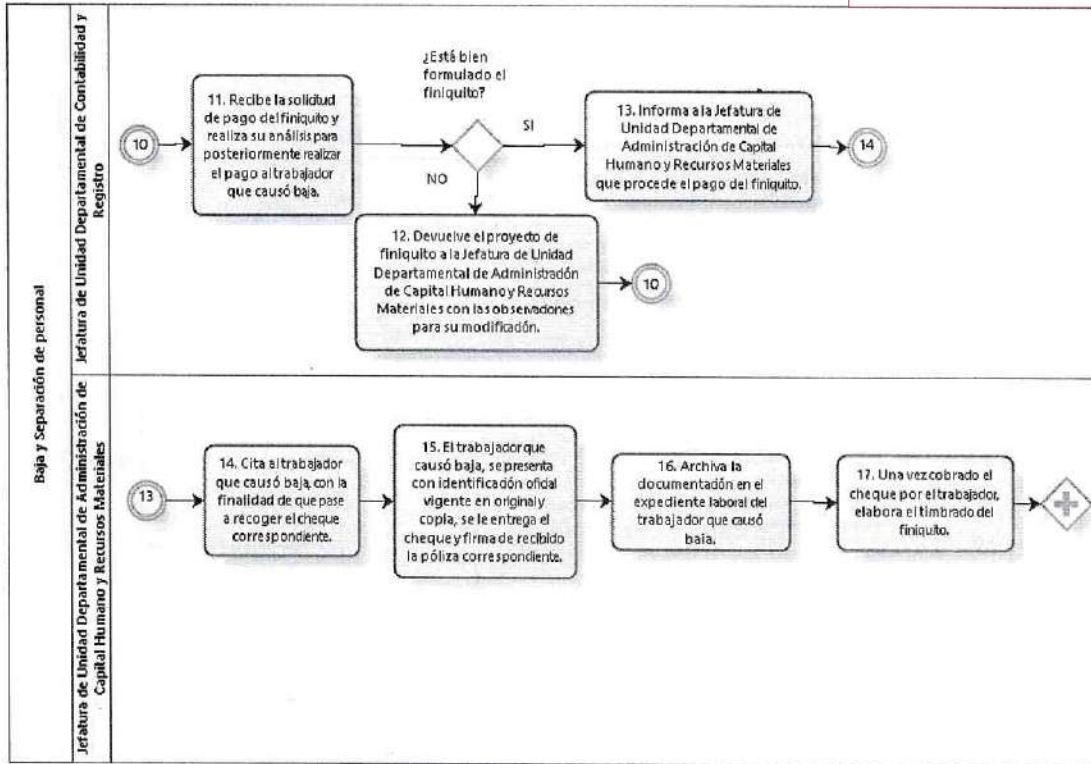 Baja y Separación de personal
Jefatura de Unidad Departamental de Contabilidad y
Registro
10
11. Recibe la solicitud
de pago del finiquito y
realiza su análisis para
posteriormente realizar
el pago al trabajador
que causó baja.
¿Está bien
formulado el
finiquito?
SI
NO
13. Informa a la Jefatura de
Unidad Departamental de
Administración de Capital
Humano y Recursos Materiales
que procede el pago del finiquito.
14
12. Devuelve el proyecto de
finiquito a la Jefatura de Unidad
Departamental de Administración
de Capital Humano y Recursos
Materiales con las observaciones
para su modificación.
10
Jefatura de Unidad Departamental de Administración de
Capital Humano y Recursos Materiales
13
14. Cita al trabajador
que causó baja, con la
finalidad de que pase
a recoger el cheque
correspondiente.
15. El trabajador que
causó baja, se presenta
con identificación oficial
vigente en original y
copia, se le entrega el
cheque y firma de recibido
la póliza correspondiente.
16. Archiva la
documentación en el
expediente laboral del
trabajador que causó
baja.
17. Una vez cobrado el
cheque por el trabajador,
elabora el timbrado del
finiquito.